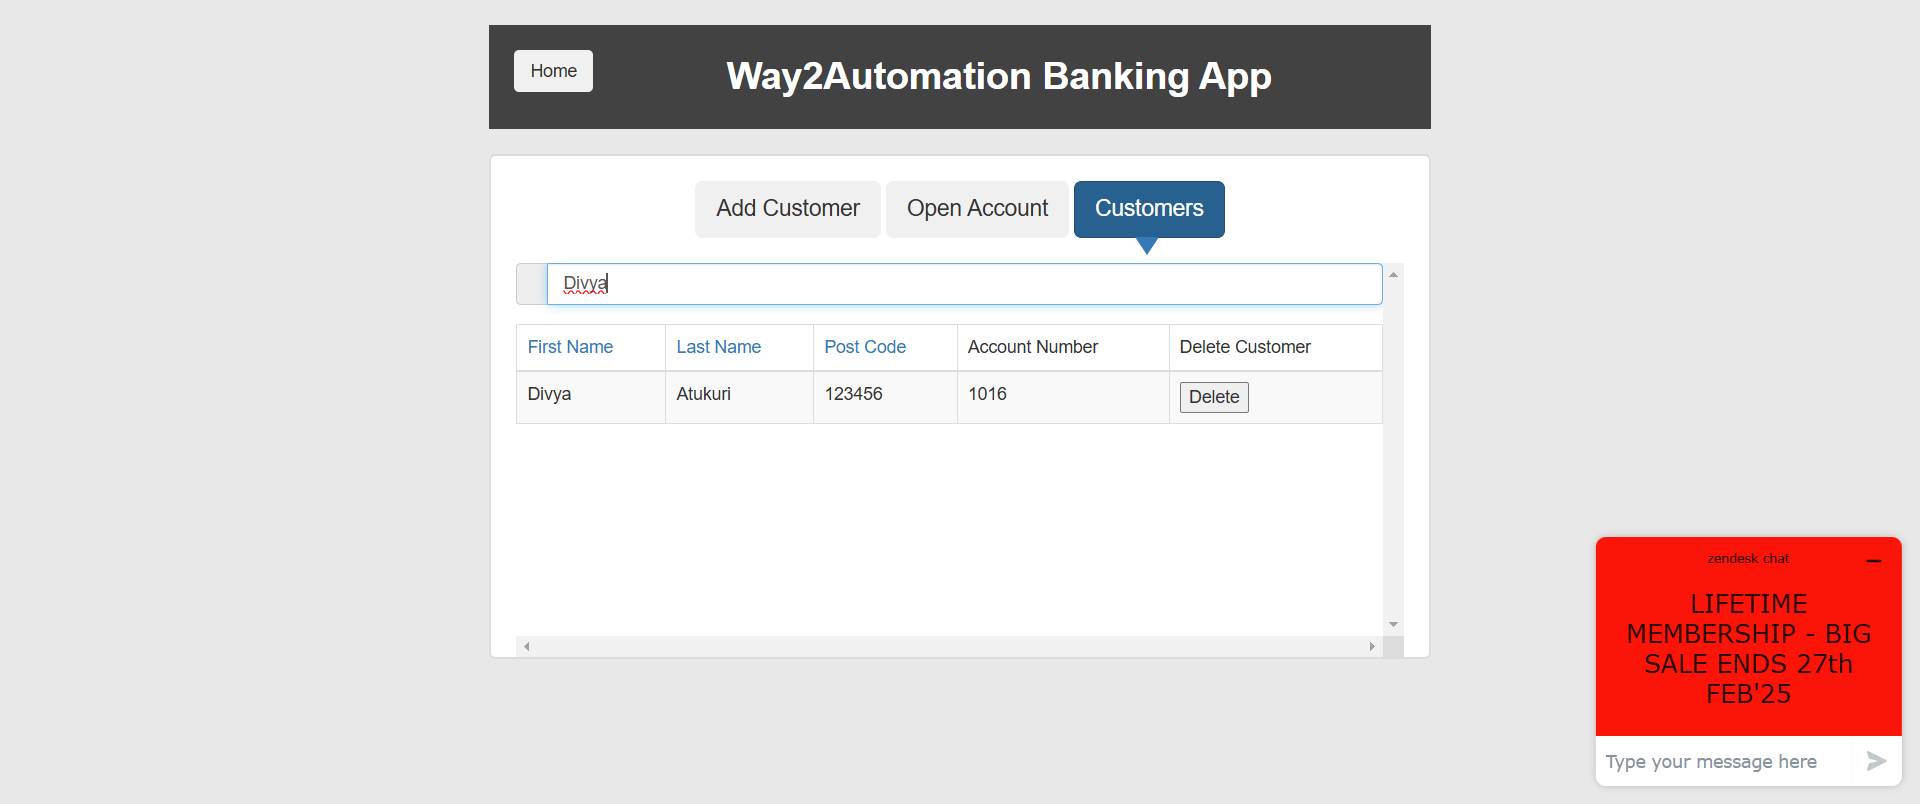 Home
Way2Automation Banking App
Add Customer
Open Account
Customers
Divya
First Name Last Name Post Code Account Number Delete Customer
Divya Atukuri 123456 1016 Delete
zendesk chat
LIFETIME
MEMBERSHIP - BIG
SALE ENDS 27th
FEB'25
Type your message here